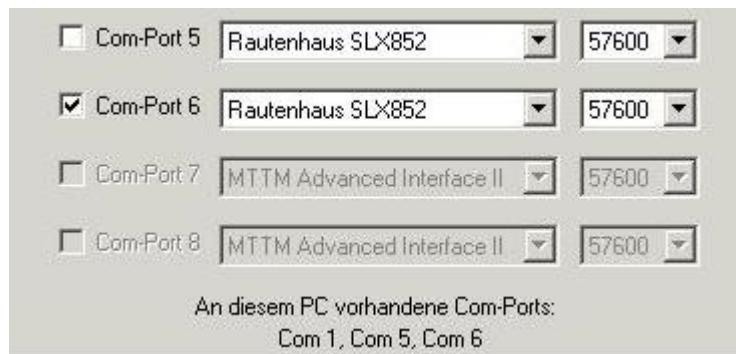 Com-Port 5 Rautenhaus SLX852 57600
Com-Port 6 Rautenhaus SLX852 57600
Com-Port 7 MTTM Advanced Interface II 57600
Com-Port 8 MTTM Advanced Interface II 57600
An diesem PC vorhandene Com-Ports:
Com 1, Com 5, Com 6